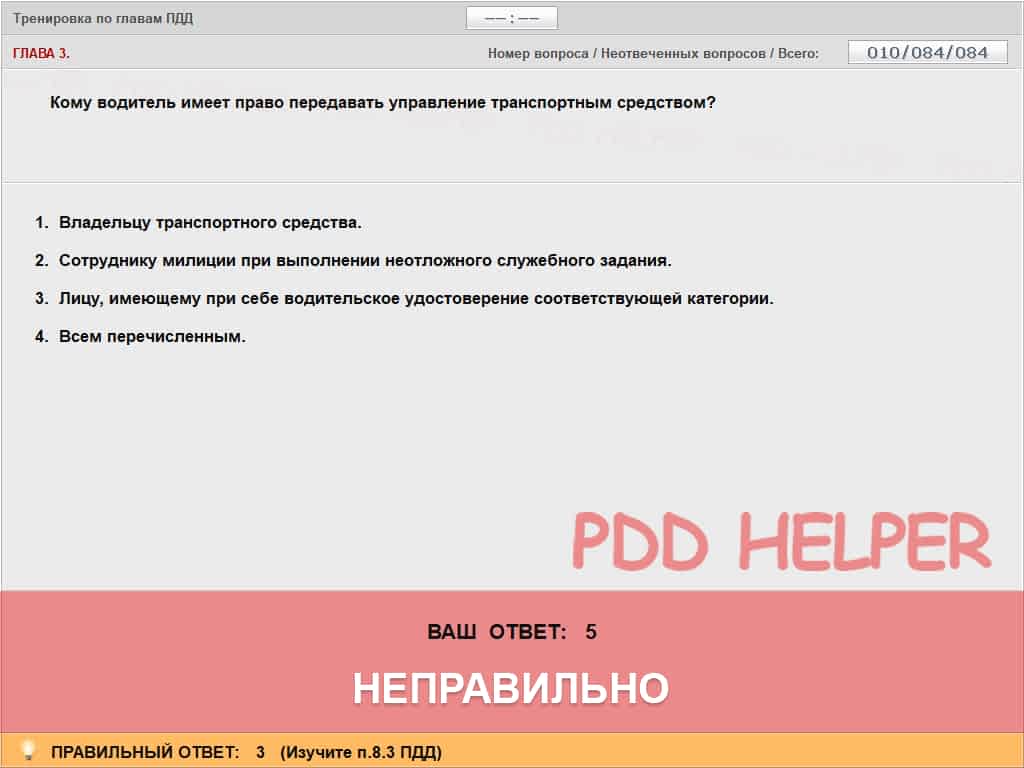 Тренировка по главам ПДД
–– : ––
ГЛАВА 3.
Номер вопроса / Неотвеченных вопросов / Всего: 010/084/084
Кому водитель имеет право передавать управление транспортным средством?
1. Владельцу транспортного средства.
2. Сотруднику милиции при выполнении неотложного служебного задания.
3. Лицу, имеющему при себе водительское удостоверение соответствующей категории.
4. Всем перечисленным.
PDD HELPER
ВАШ ОТВЕТ: 5
НЕПРАВИЛЬНО
ПРАВИЛЬНЫЙ ОТВЕТ: 3 (Изучите п.8.3 ПДД)